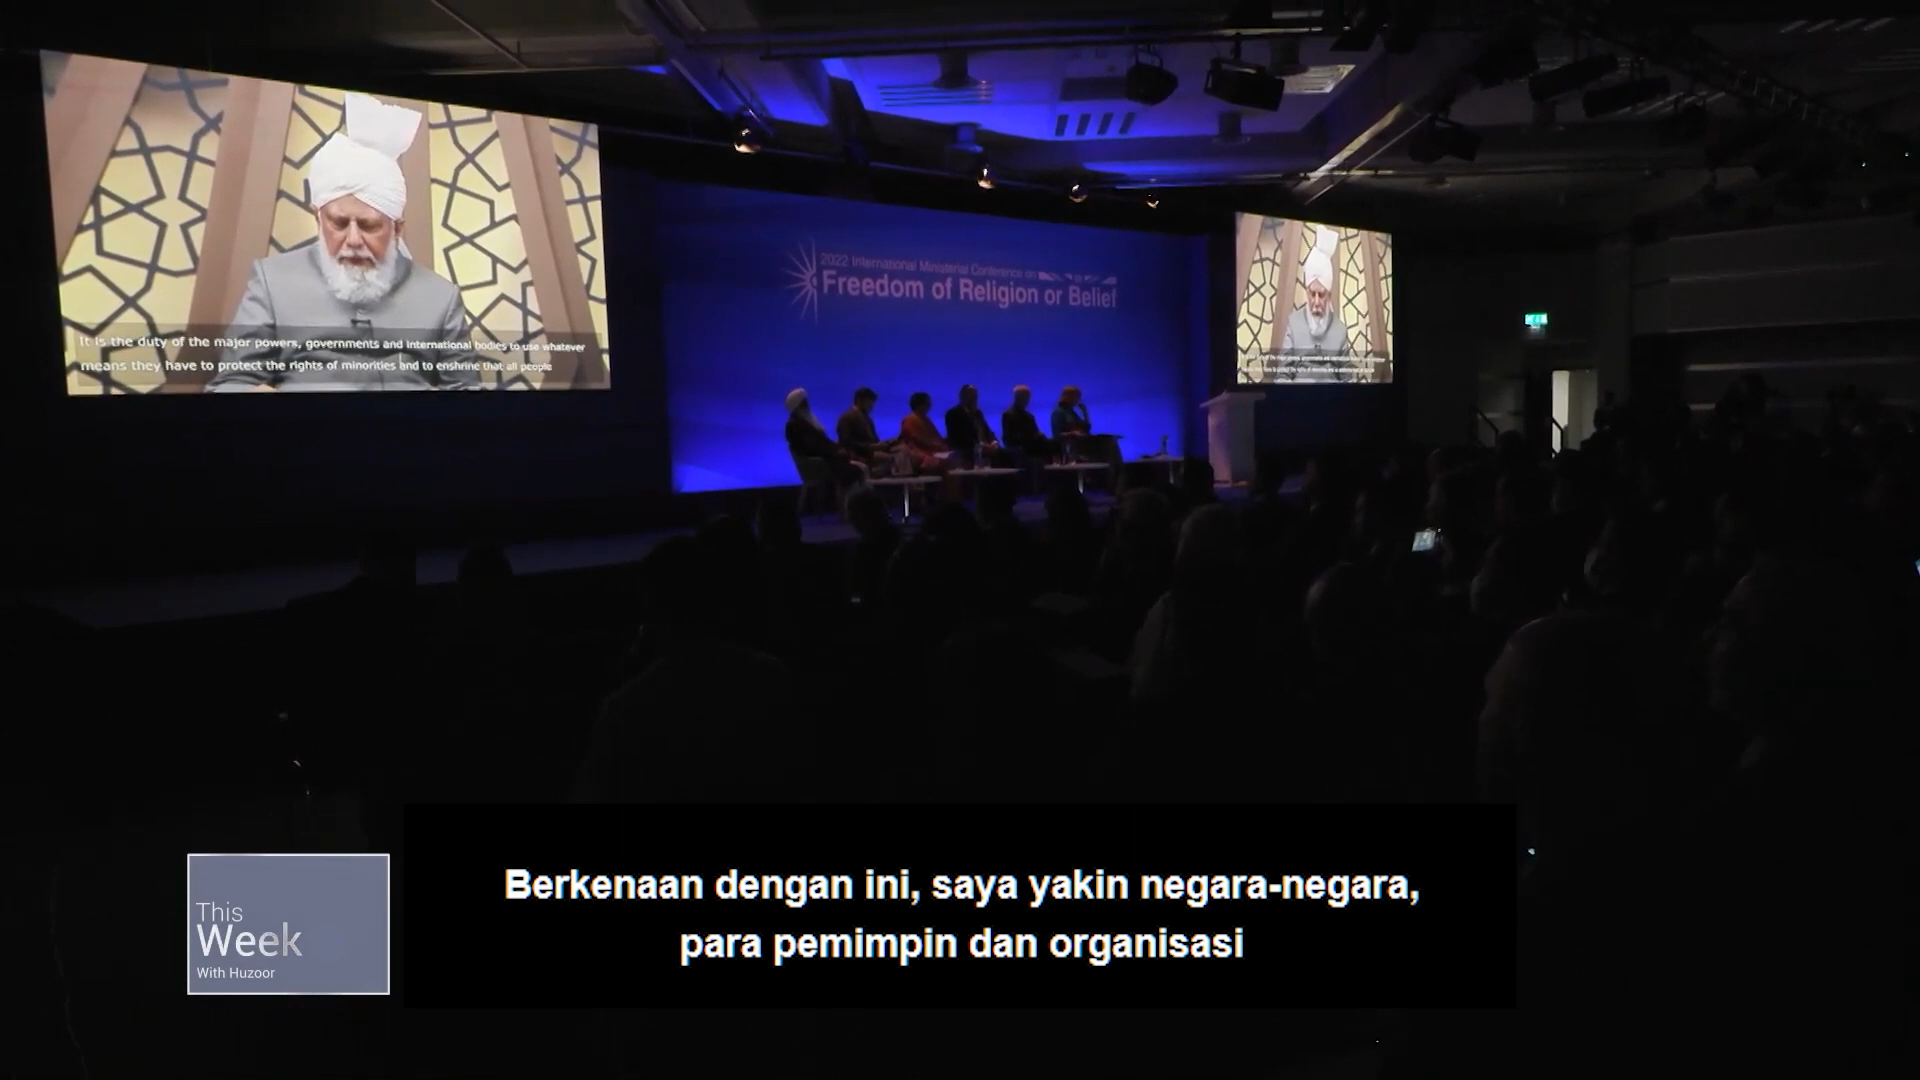 It is the duty of the major powers, governments and international bodies to use whatever
means they have to protect the rights of minorities and to enshrine that all people
2022 International Ministerial Conference on
Freedom of Religion or Belief
This
Week
With Huzoor
Berkenaan dengan ini, saya yakin negara-negara,
para pemimpin dan organisasi